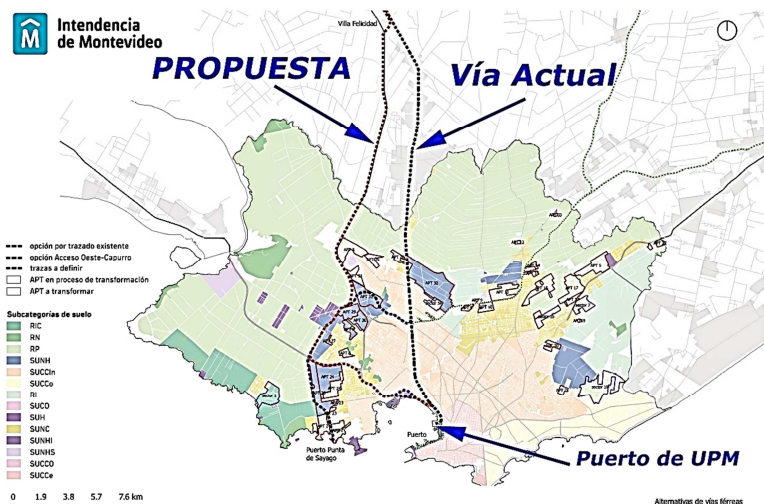 Intendencia
de Montevideo
Villa Felicidad
PROPUESTA
Vía Actual
opción por trazado existente
opción Acceso Oeste-Capurro
trazas a definir
APT en proceso de transformación
APT a transformar
Subcategorías de suelo
RIC
RN
RP
SUNH
SUCCIn
SUCCo
RI
SUCO
SUH
SUNC
SUNHI
SUNHS
SUCCO
SUCCe
Puerto Punta
de Sayago
Puerto
Puerto de UPM
0 1.9 3.8 5.7 7.6 km
Alternativas de vías férreas